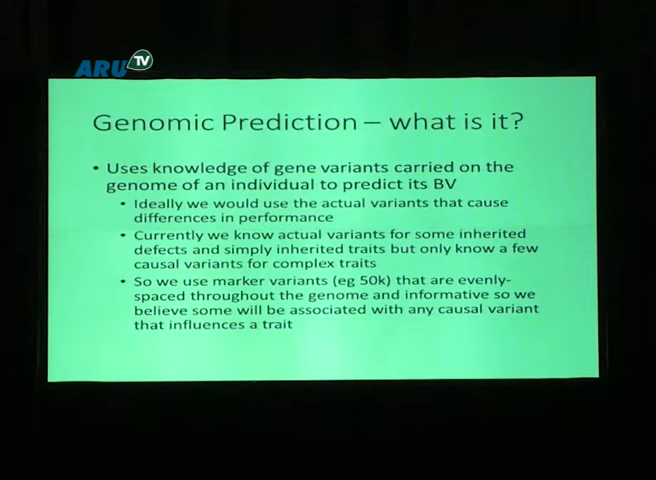 ARU TV
Genomic Prediction – what is it?
• Uses knowledge of gene variants carried on the
genome of an individual to predict its BV
• Ideally we would use the actual variants that cause
differences in performance
• Currently we know actual variants for some inherited
defects and simply inherited traits but only know a few
causal variants for complex traits
• So we use marker variants (eg 50k) that are evenly-
spaced throughout the genome and informative so we
believe some will be associated with any causal variant
that influences a trait